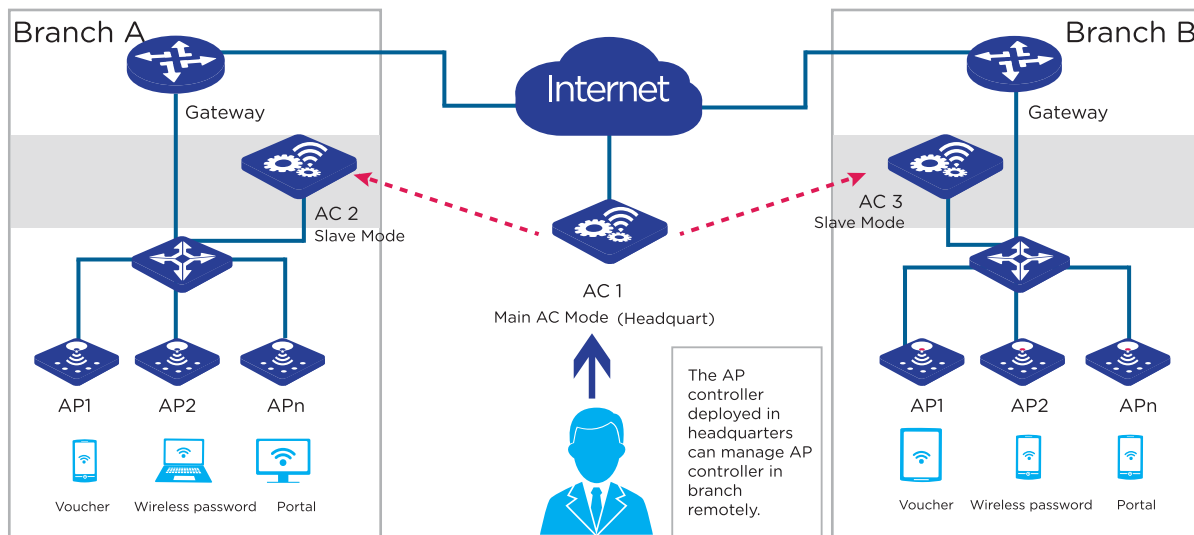 Branch A
Branch B
Internet
Gateway
Gateway
AC 2
Slave Mode
AC 3
Slave Mode
AC 1
Main AC Mode (Headquart)
The AP
controller
deployed in
headquarters
can manage AP
controller in
branch
remotely.
AP1
AP2
APn
AP1
AP2
APn
Voucher
Wireless password
Portal
Voucher
Wireless password
Portal